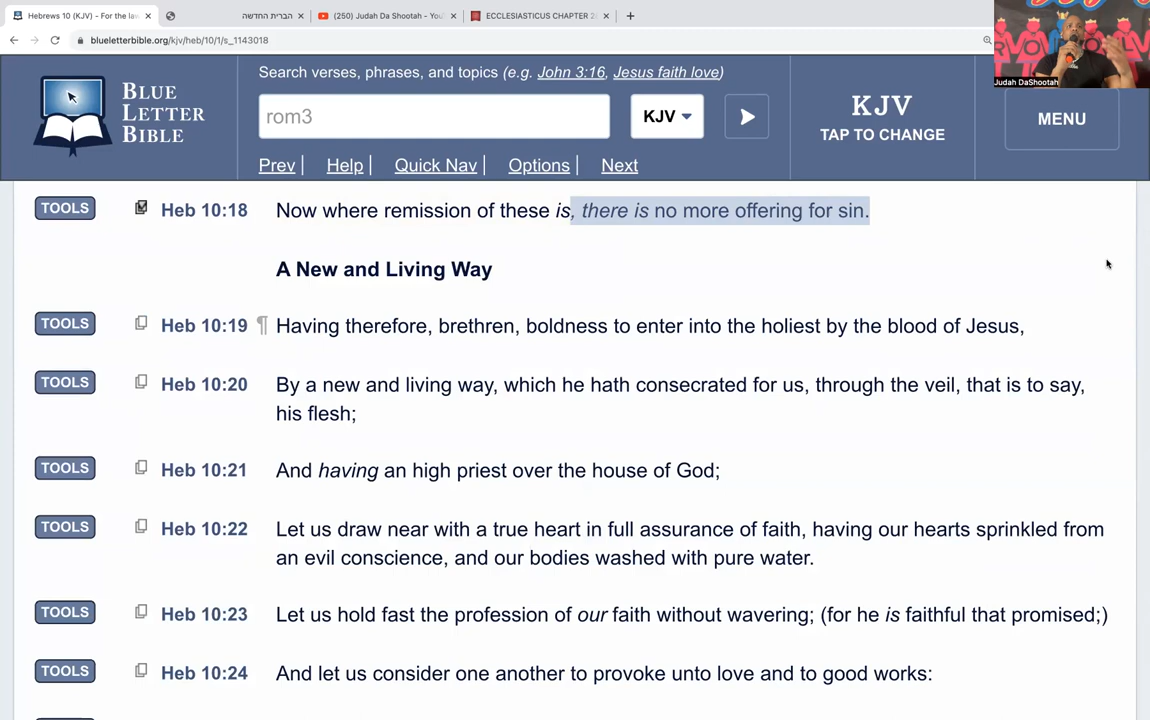 Hebrews 10 (KJV) - For the la
הברית החדשה
(250) Judah Da Shootah - You
ECCLESIASTICUS CHAPTER 2
blueletterbible.org/kjv/heb/10/1/s_1143018
Judah DaShootah
BLUE
LETTER
BIBLE
Search verses, phrases, and topics (e.g. John 3:16, Jesus faith love)
rom3
KJV
Prev | Help | Quick Nav | Options | Next
KJV
TAP TO CHANGE
MENU
TOOLS Heb 10:18 Now where remission of these is, there is no more offering for sin.
A New and Living Way
TOOLS Heb 10:19 ¶ Having therefore, brethren, boldness to enter into the holiest by the blood of Jesus,
TOOLS Heb 10:20 By a new and living way, which he hath consecrated for us, through the veil, that is to say,
his flesh;
TOOLS Heb 10:21 And having an high priest over the house of God;
TOOLS Heb 10:22 Let us draw near with a true heart in full assurance of faith, having our hearts sprinkled from
an evil conscience, and our bodies washed with pure water.
TOOLS Heb 10:23 Let us hold fast the profession of our faith without wavering; (for he is faithful that promised;)
TOOLS Heb 10:24 And let us consider one another to provoke unto love and to good works: